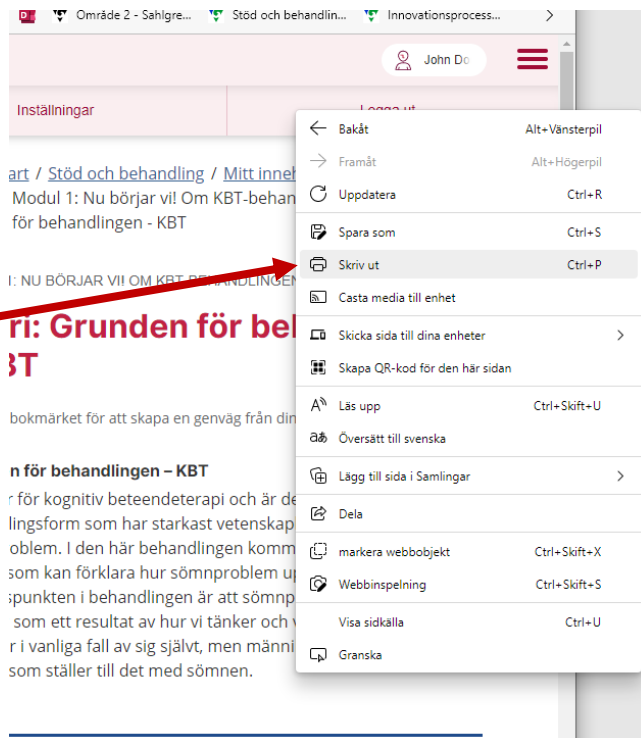 Område 2 - Sahlgre... Stöd och behandlin... Innovationsprocess...
John Do
Inställningar
art / Stöd och behandling / Mitt inneh
Modul 1: Nu börjar vi! Om KBT-behan
för behandlingen - KBT
1: NU BÖRJAR VI! OM KBT-BEHANDLINGEN
ri: Grunden för beh
BT
bokmärket för att skapa en genväg från din
n för behandlingen – KBT
r för kognitiv beteendeterapi och är de
llingsform som har starkast vetenskap
oblem. I den här behandlingen komm
som kan förklara hur sömnproblem up
spunkten i behandlingen är att sömnp
som ett resultat av hur vi tänker och v
r i vanliga fall av sig självt, men männi
som ställer till det med sömnen.
Bakåt Alt+Vänsterpil
Framåt Alt+Högerpil
Uppdatera Ctrl+R
Spara som Ctrl+S
Skriv ut Ctrl+P
Casta media till enhet
Skicka sida till dina enheter
Skapa QR-kod för den här sidan
Läs upp Ctrl+Skift+U
Översätt till svenska
Lägg till sida i Samlingar
Dela
markera webbobjekt Ctrl+Skift+X
Webbinspelning Ctrl+Skift+S
Visa sidkälla Ctrl+U
Granska